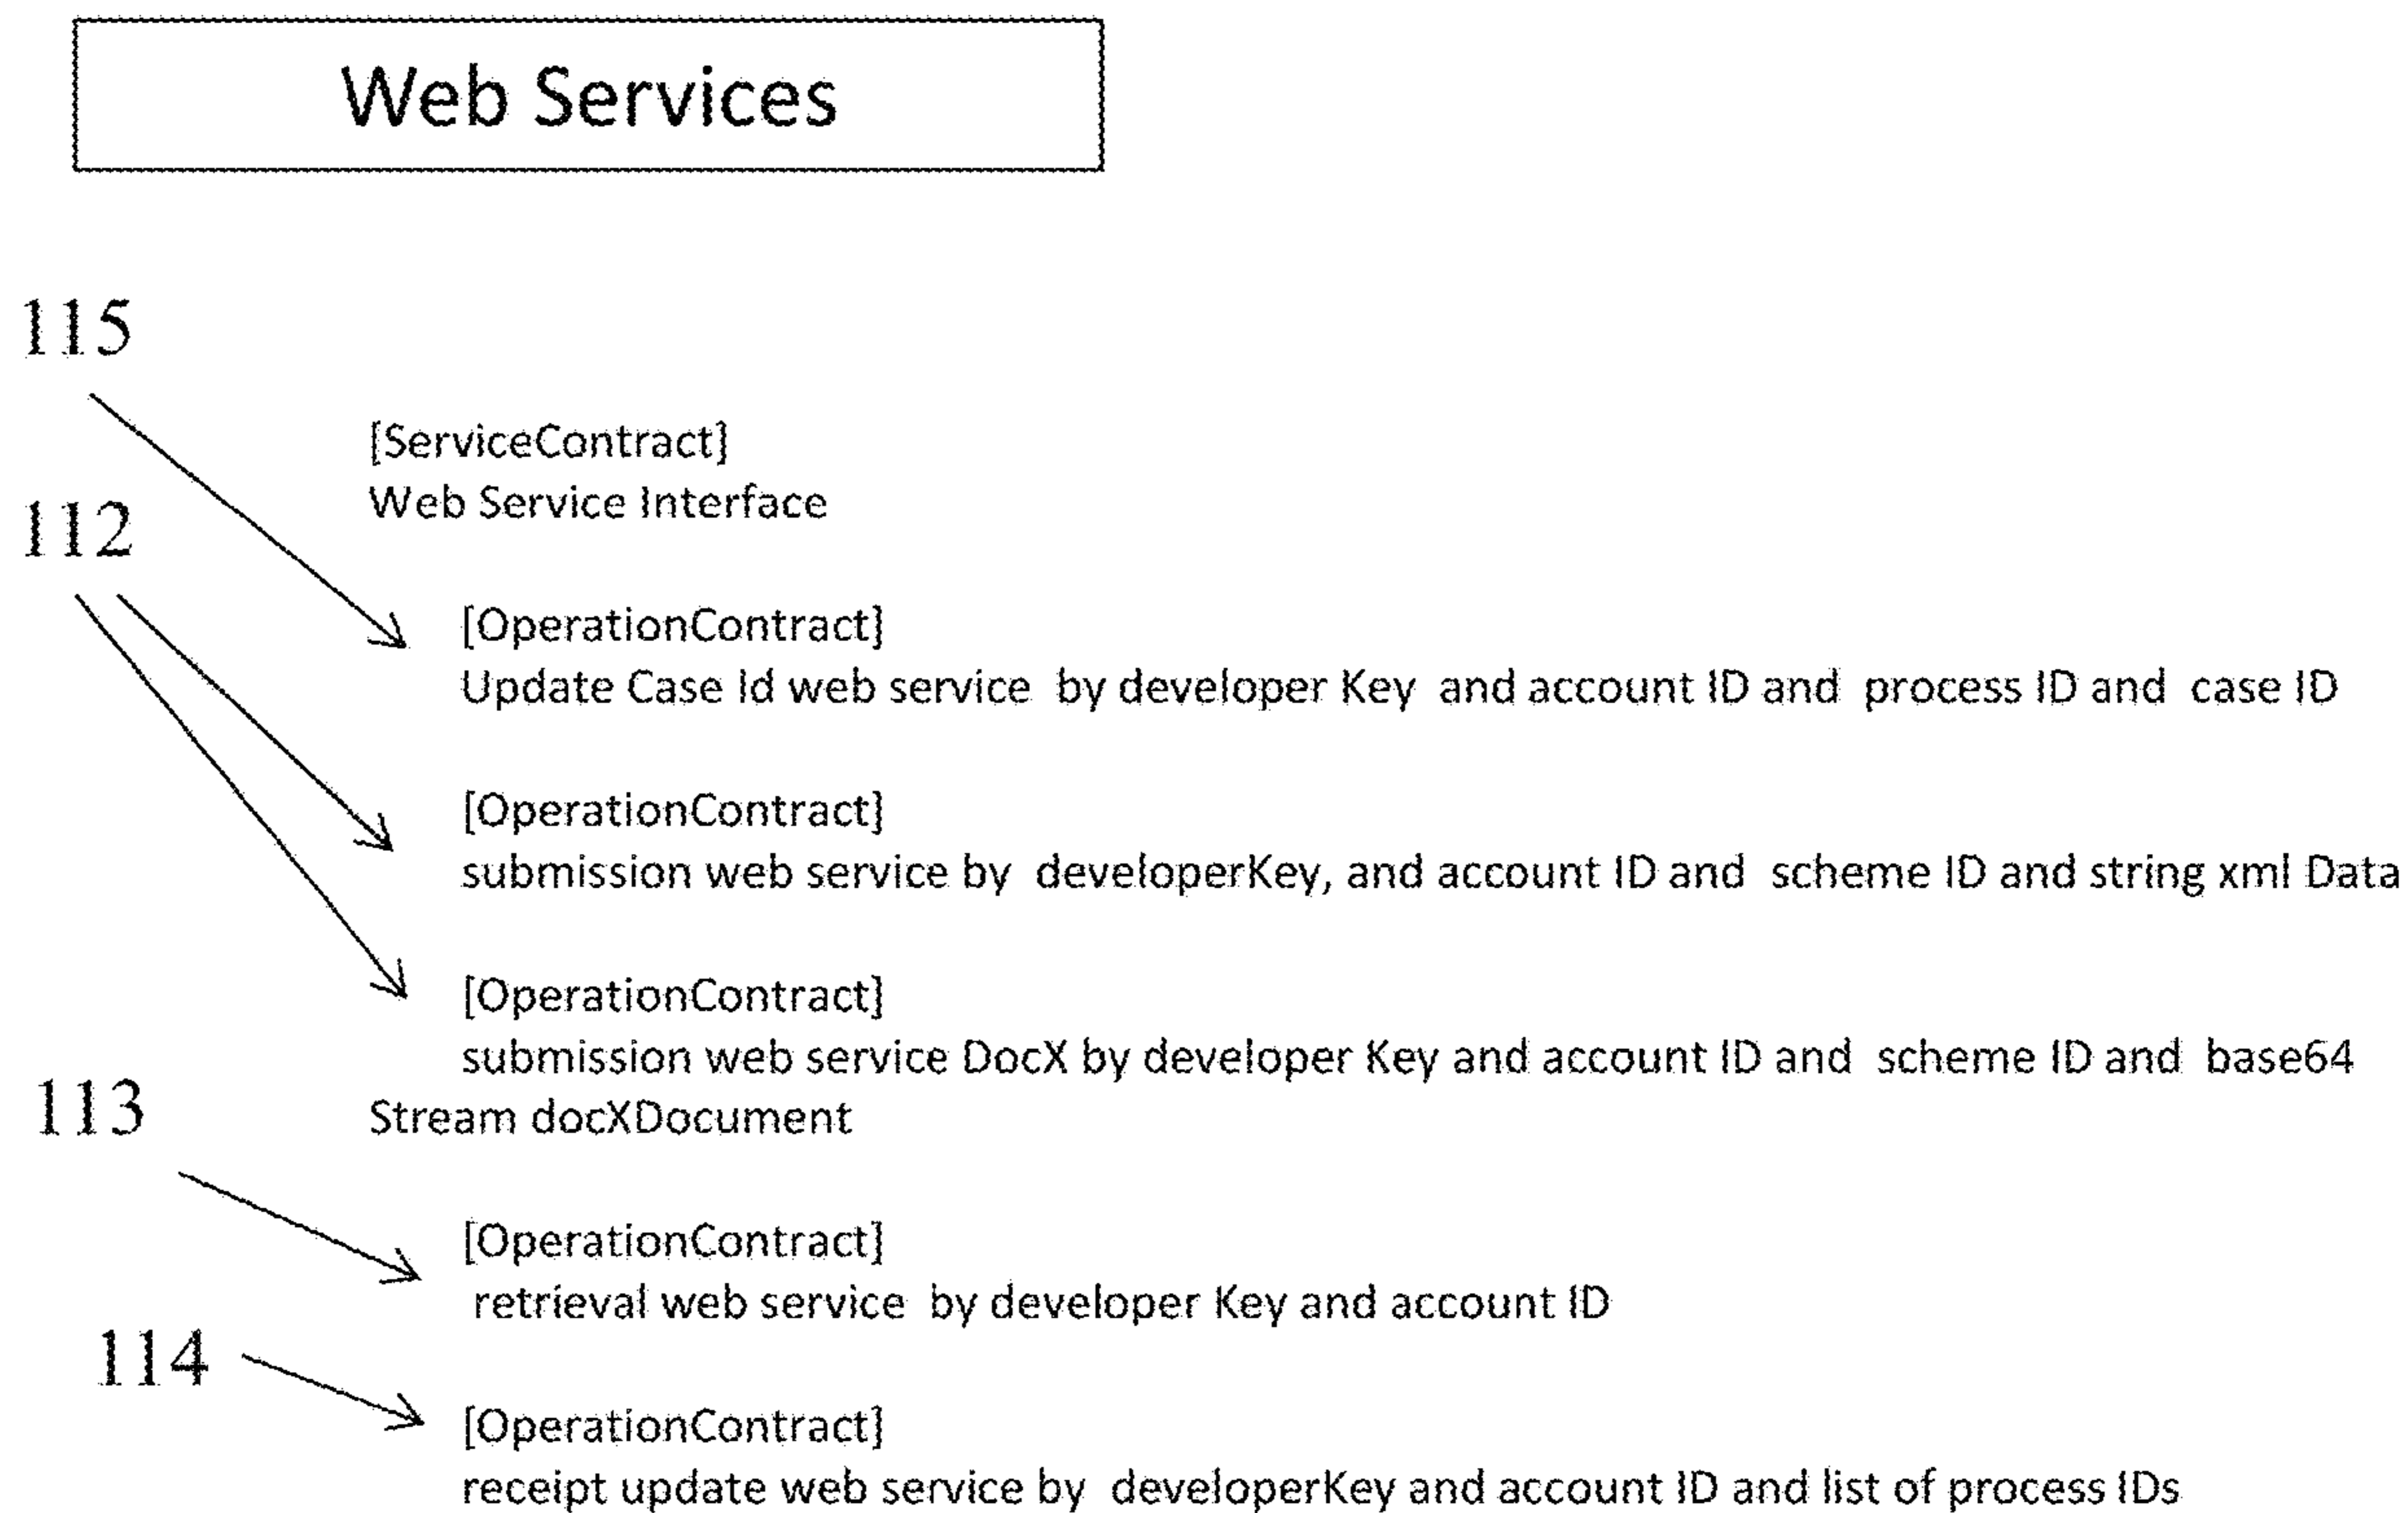 Web Services
115
[ServiceContract]
Web Service Interface
112
[OperationContract]
Update Case Id web service by developer Key and account ID and process ID and case ID
[OperationContract]
submission web service by developerKey, and account ID and scheme ID and string xml Data
[OperationContract]
submission web service DocX by developer Key and account ID and scheme ID and base64
Stream docXDocument
113
[OperationContract]
retrieval web service by developer Key and account ID
114
[OperationContract]
receipt update web service by developerKey and account ID and list of process IDs